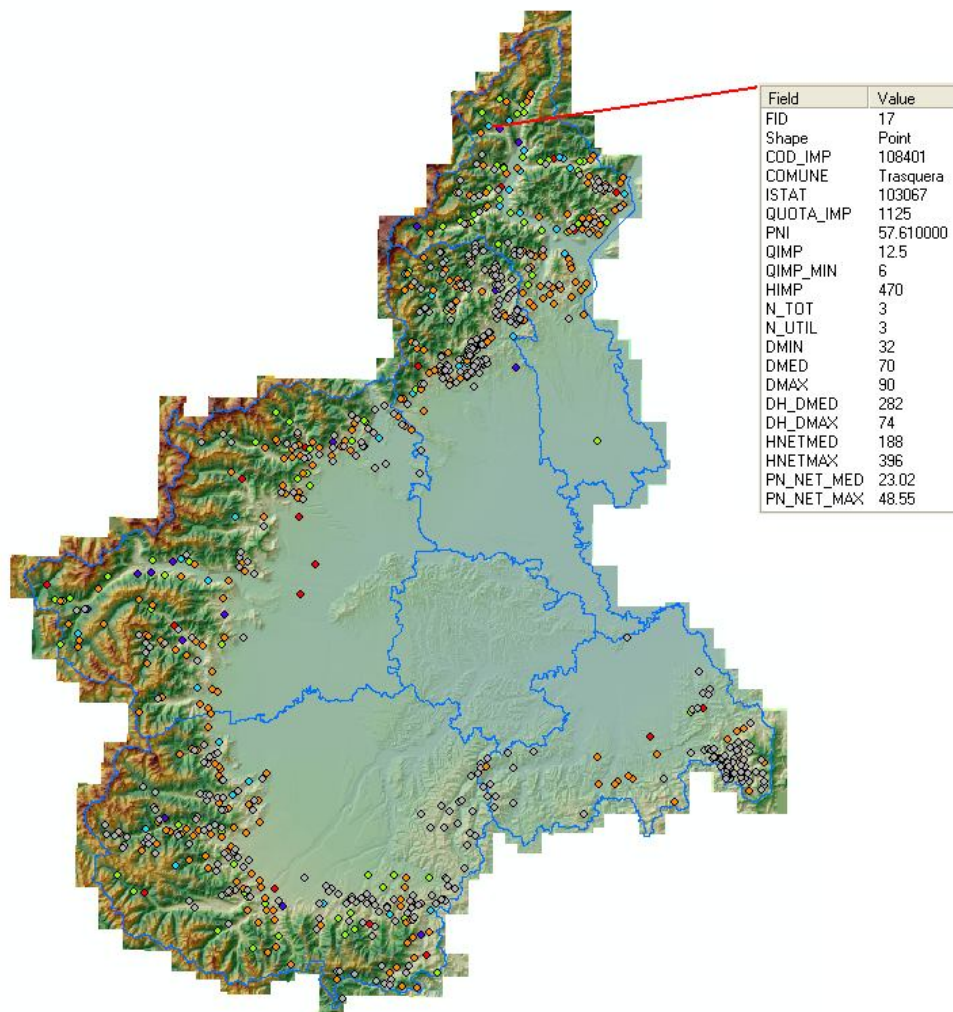 Field Value
FID 17
Shape Point
COD_IMP 108401
COMUNE Trasquera
ISTAT 103067
QUOTA_IMP 1125
PNI 57.610000
QIMP 12.5
QIMP_MIN 6
HIMP 470
N_TOT 3
N_UTIL 3
DMIN 32
DMED 70
DMAX 90
DH_DMED 282
DH_DMAX 74
HNETMED 188
HNETMAX 396
PN_NET_MED 23.02
PN_NET_MAX 48.55